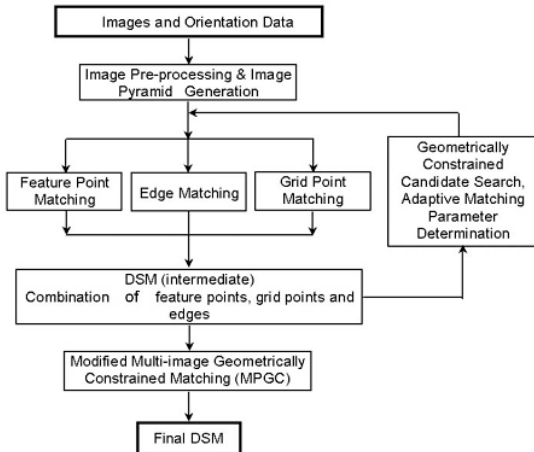 Images and Orientation Data
Image Pre-processing & Image
Pyramid Generation
Feature Point
Matching
Edge Matching
Grid Point
Matching
Geometrically
Constrained
Candidate Search,
Adaptive Matching
Parameter
Determination
DSM (intermediate)
Combination of feature points, grid points and
edges
Modified Multi-image Geometrically
Constrained Matching (MPGC)
Final DSM